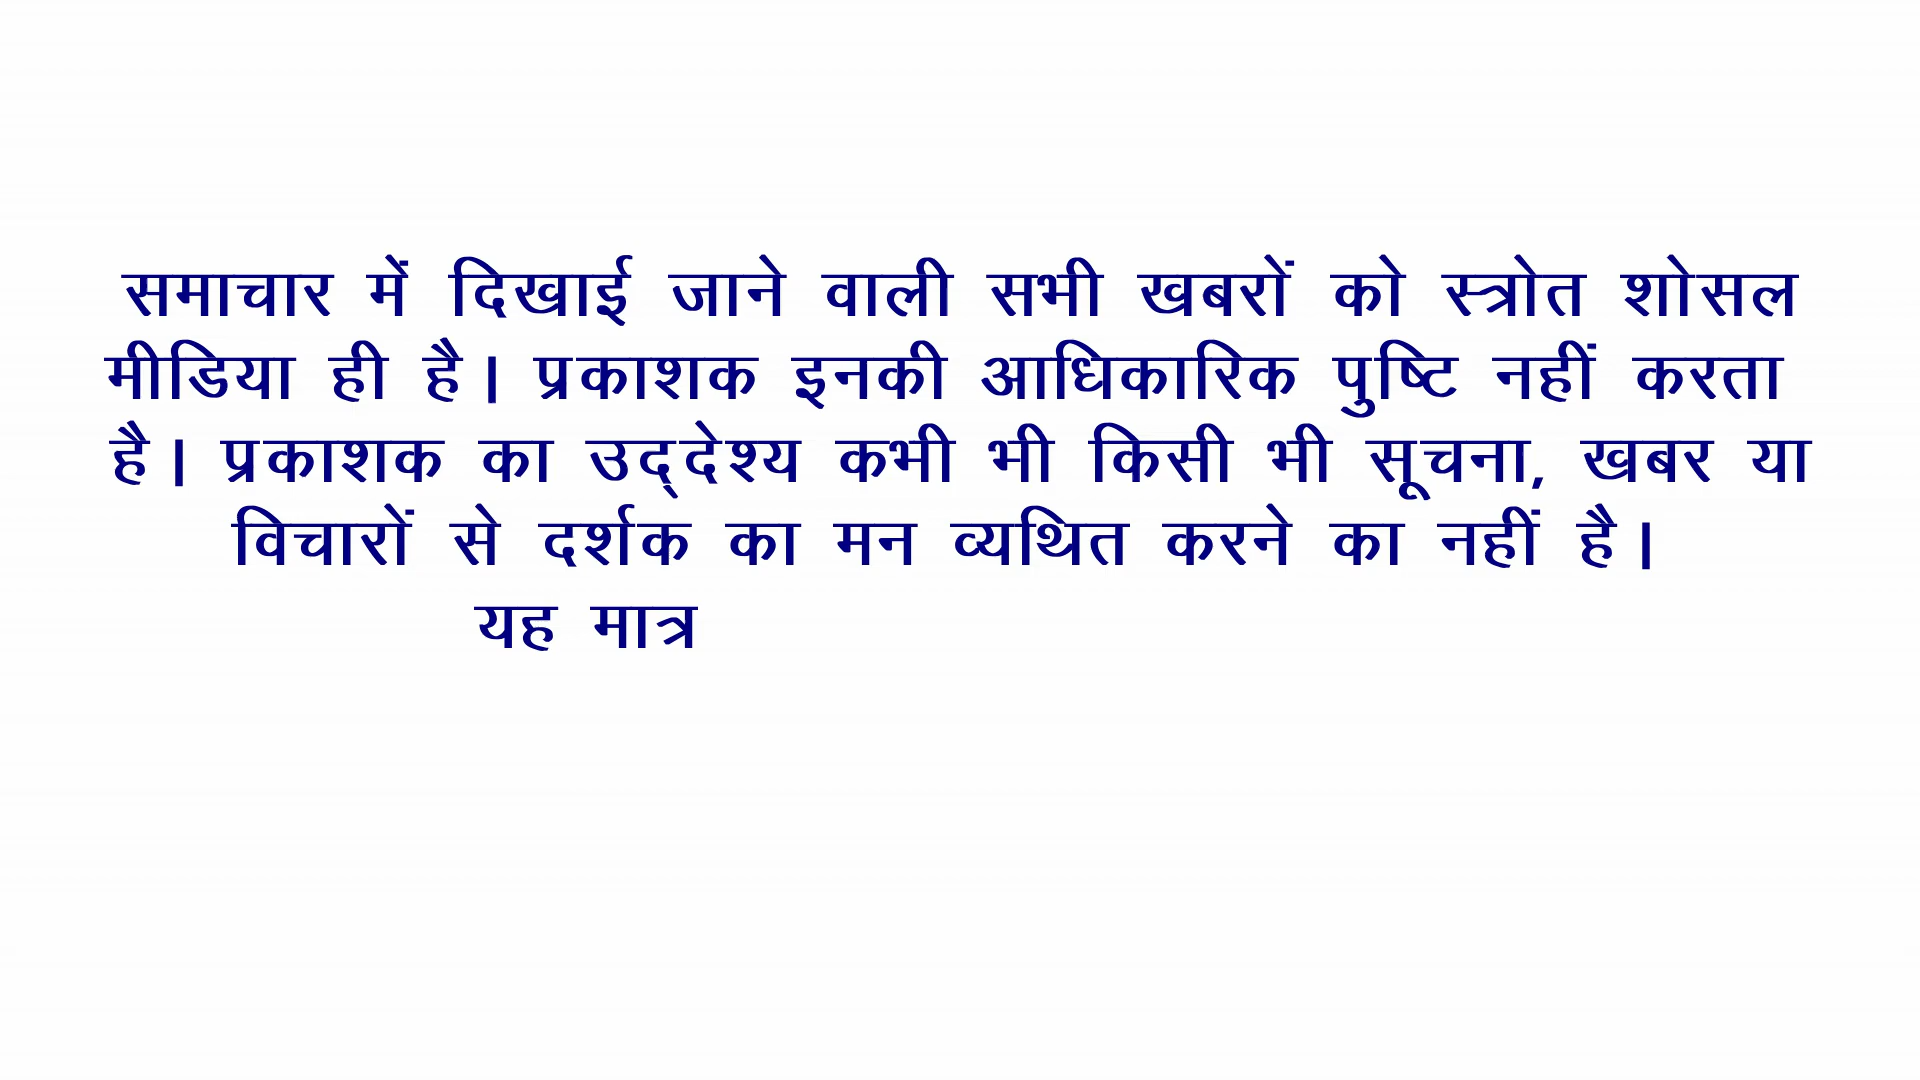 समाचार में दिखाई जाने वाली सभी खबरों को स्त्रोत शोसल
मीडिया ही है। प्रकाशक इनकी आधिकारिक पुष्टि नहीं करता
है। प्रकाशक का उद्देश्य कभी भी किसी भी सूचना, खबर या
विचारों से दर्शक का मन व्यथित करने का नहीं है।
यह मात्र